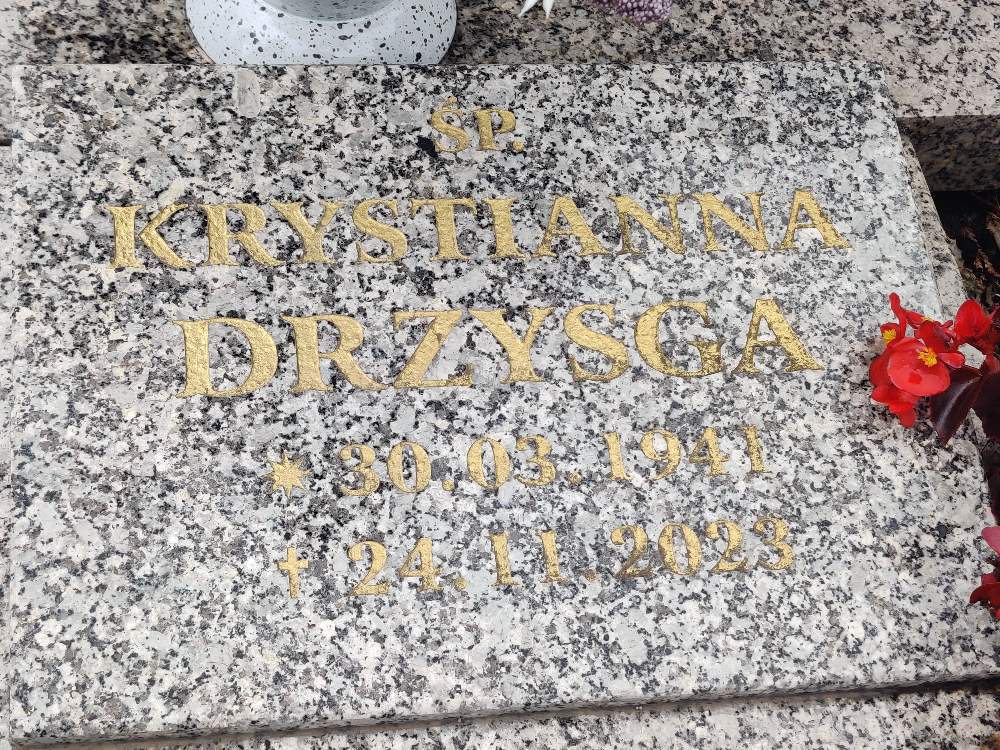 ŚP.
KRYSTIANNA
DRZYSGA
* 30.03.1941
† 24.11.2023